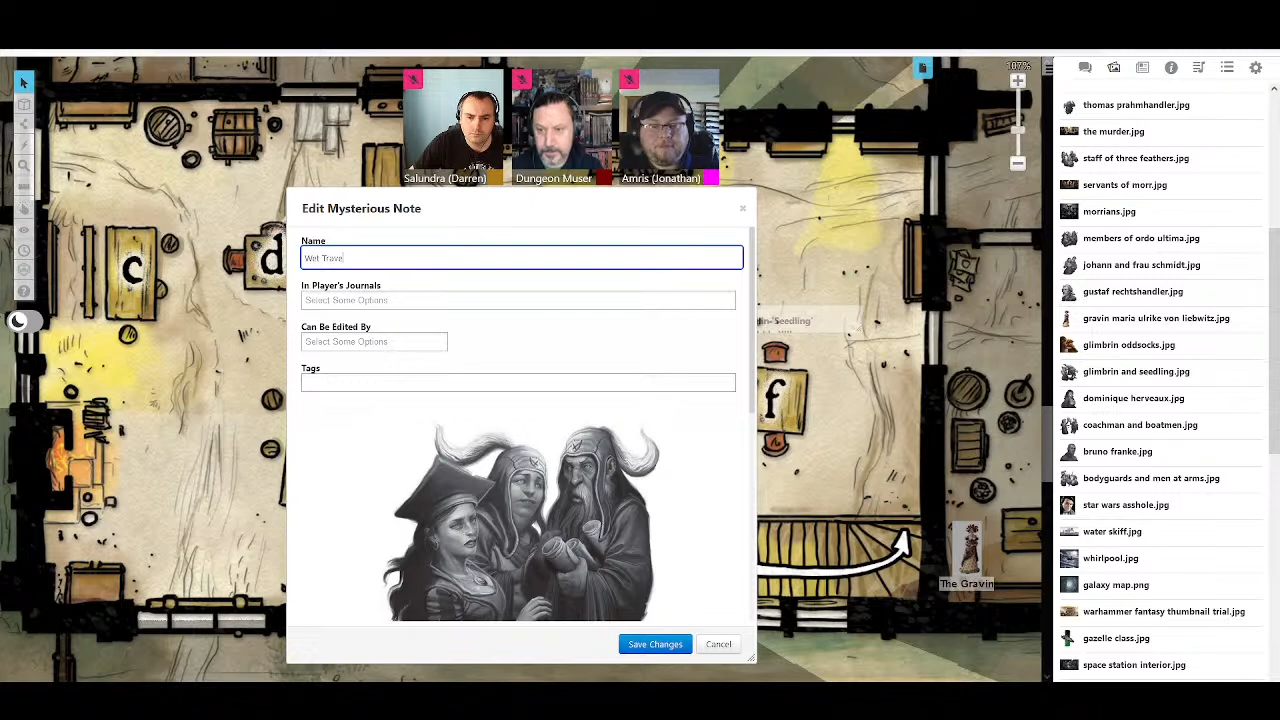 107%
Salundra (Darren)
Dungeon Muser
Amris (Jonathan)
Edit Mysterious Note
Name
Wet Trave
In Player's Journals
Select Some Options
Can Be Edited By
Select Some Options
Tags
Save Changes
Cancel
c
d
f
'Seedling'
The Gravin
thomas prahmhandler.jpg
the murder.jpg
staff of three feathers.jpg
servants of morr.jpg
morrians.jpg
members of ordo ultima.jpg
johann and frau schmidt.jpg
gustaf rechtshandler.jpg
gravin maria ulrike von liebwitz.jpg
glimbrin oddsocks.jpg
glimbrin and seedling.jpg
dominique herveaux.jpg
coachman and boatmen.jpg
bruno franke.jpg
bodyguards and men at arms.jpg
star wars asshole.jpg
water skiff.jpg
whirlpool.jpg
galaxy map.png
warhammer fantasy thumbnail trial.jpg
gazelle class.jpg
space station interior.jpg